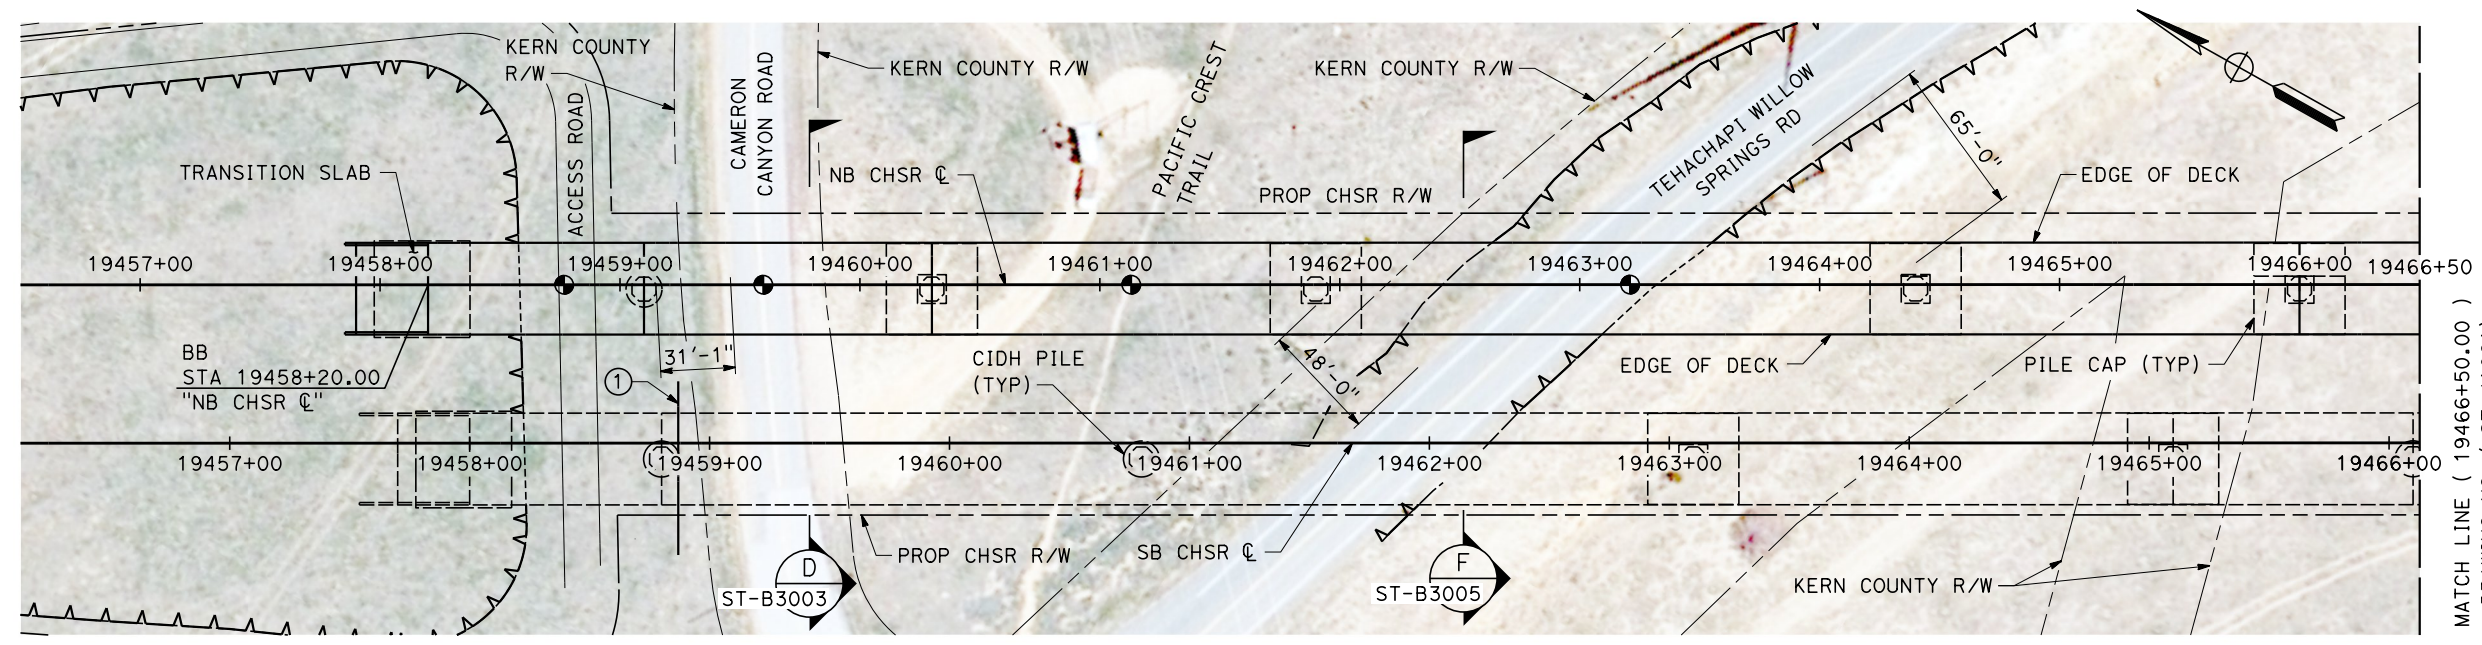 KERN COUNTY
R/W
KERN COUNTY R/W
KERN COUNTY R/W
CAMERON
CANYON ROAD
ACCESS ROAD
PACIFIC CREST
TRAIL
TEHACHAPI WILLOW
SPRINGS RD
65'-0"
TRANSITION SLAB
NB CHSR ℄
PROP CHSR R/W
EDGE OF DECK
19457+00
19458+00
19459+00
19460+00
19461+00
19462+00
19463+00
19464+00
19465+00
19466+00
19466+50
BB
STA 19458+20.00
"NB CHSR ℄"
31'-1"
1
CIDH PILE
(TYP)
48'-0"
EDGE OF DECK
PILE CAP (TYP)
19457+00
19458+00
19459+00
19460+00
19461+00
19462+00
19463+00
19464+00
19465+00
19466+00
PROP CHSR R/W
SB CHSR ℄
D
ST-B3003
F
ST-B3005
KERN COUNTY R/W
MATCH LINE ( 19466+50.00 )